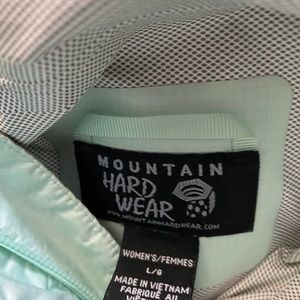 MOUNTAIN
HARD
WEAR
WWW.MOUNTAINHARDWEAR.COM
WOMEN'S/FEMMES
L/G
MADE IN VIETNAM
FABRIQUÉ AU